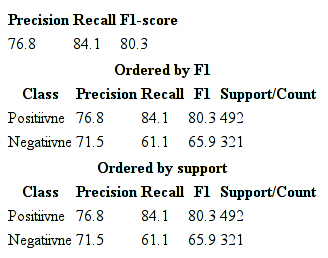 Precision Recall F1-score
76.8 84.1 80.3
Ordered by F1
Class Precision Recall F1 Support/Count
Positiivne 76.8 84.1 80.3 492
Negatiivne 71.5 61.1 65.9 321
Ordered by support
Class Precision Recall F1 Support/Count
Positiivne 76.8 84.1 80.3 492
Negatiivne 71.5 61.1 65.9 321